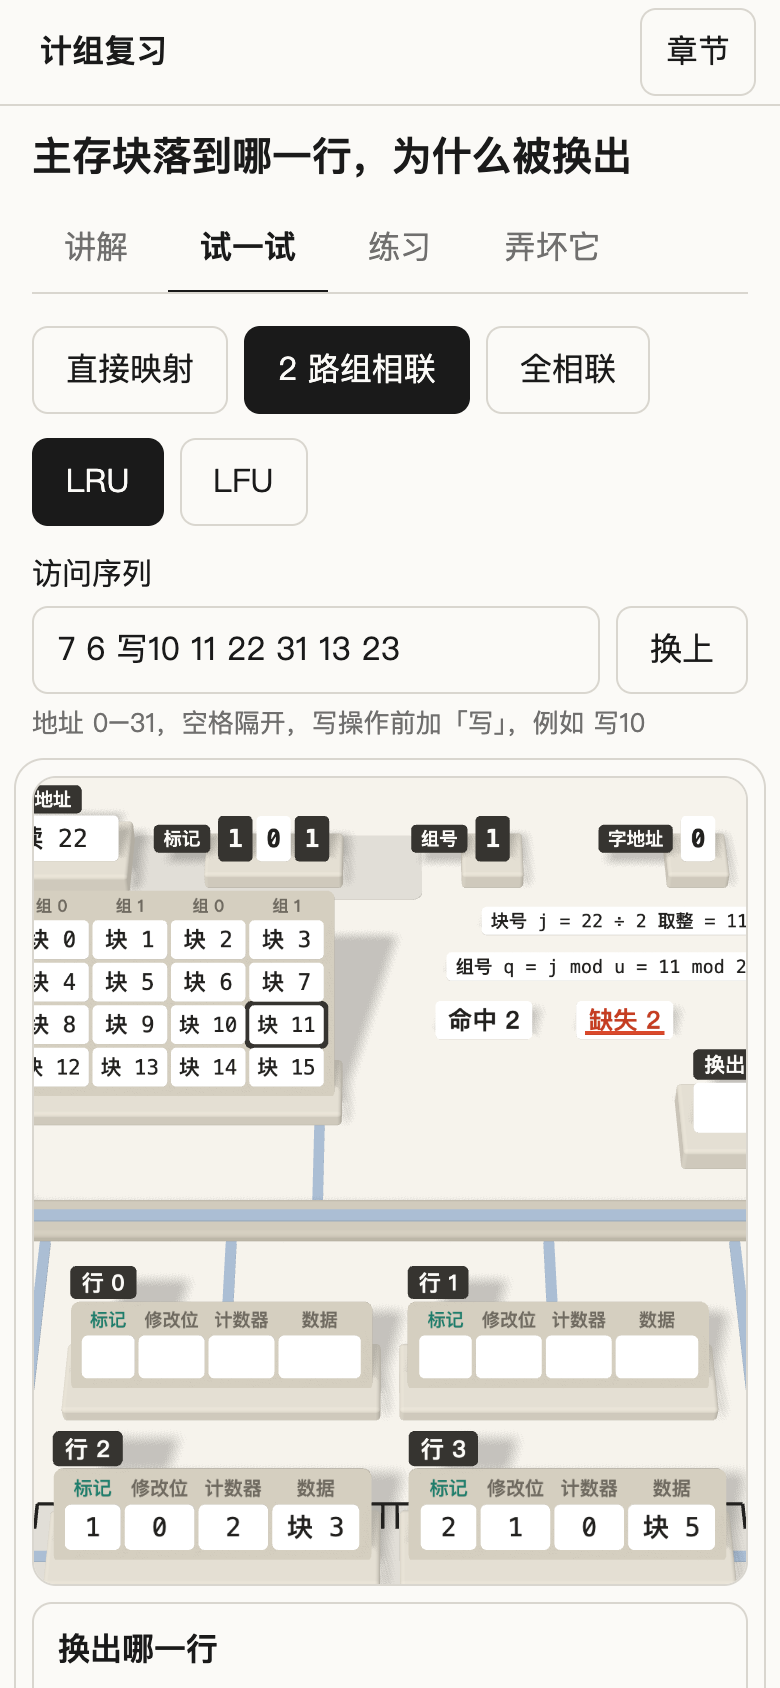 计组复习
章节
主存块落到哪一行，为什么被换出
讲解 试一试 练习 弄坏它
直接映射 2 路组相联 全相联
LRU LFU
访问序列
7 6 写10 11 22 31 13 23 换上
地址 0—31，空格隔开，写操作前加「写」，例如 写10
地址
读 22 标记 1 0 1 组号 1 字地址 0
组 0 组 1 组 0 组 1
块 0 块 1 块 2 块 3
块 4 块 5 块 6 块 7
块 8 块 9 块 10 块 11
块 12 块 13 块 14 块 15
块号 j = 22 ÷ 2 取整 = 11
组号 q = j mod u = 11 mod 2
命中 2 缺失 2
换出
行 0 行 1
标记 修改位 计数器 数据 标记 修改位 计数器 数据
行 2 行 3
标记 修改位 计数器 数据 标记 修改位 计数器 数据
1 0 2 块 3 2 1 0 块 5
换出哪一行